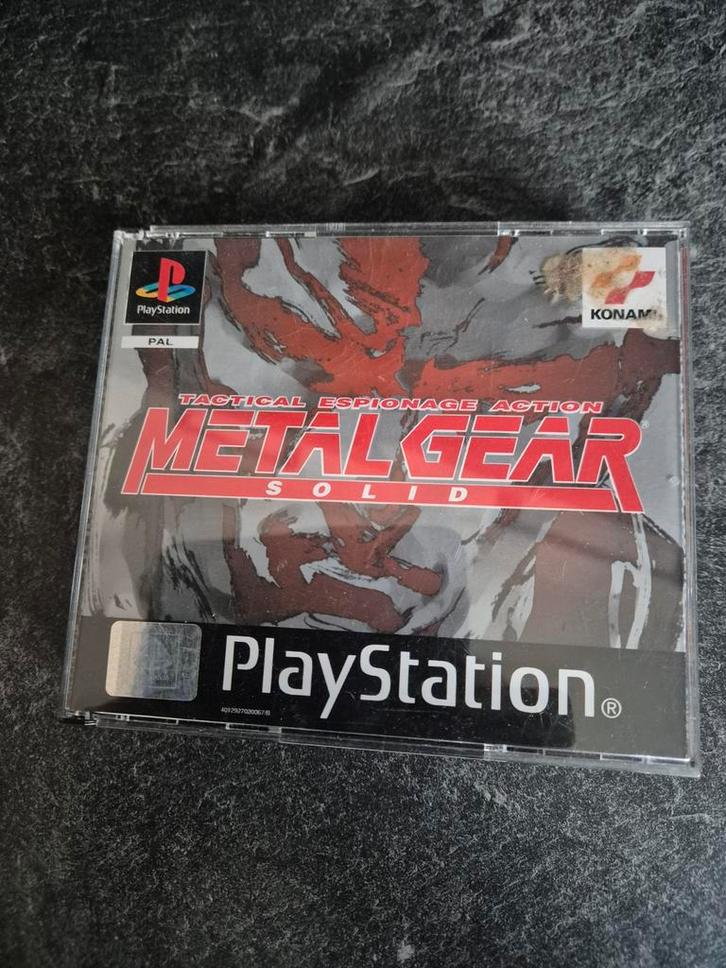 PlayStation
PAL
KONAMI
TACTICAL ESPIONAGE ACTION
METAL GEAR
®
SOLID
PlayStation®